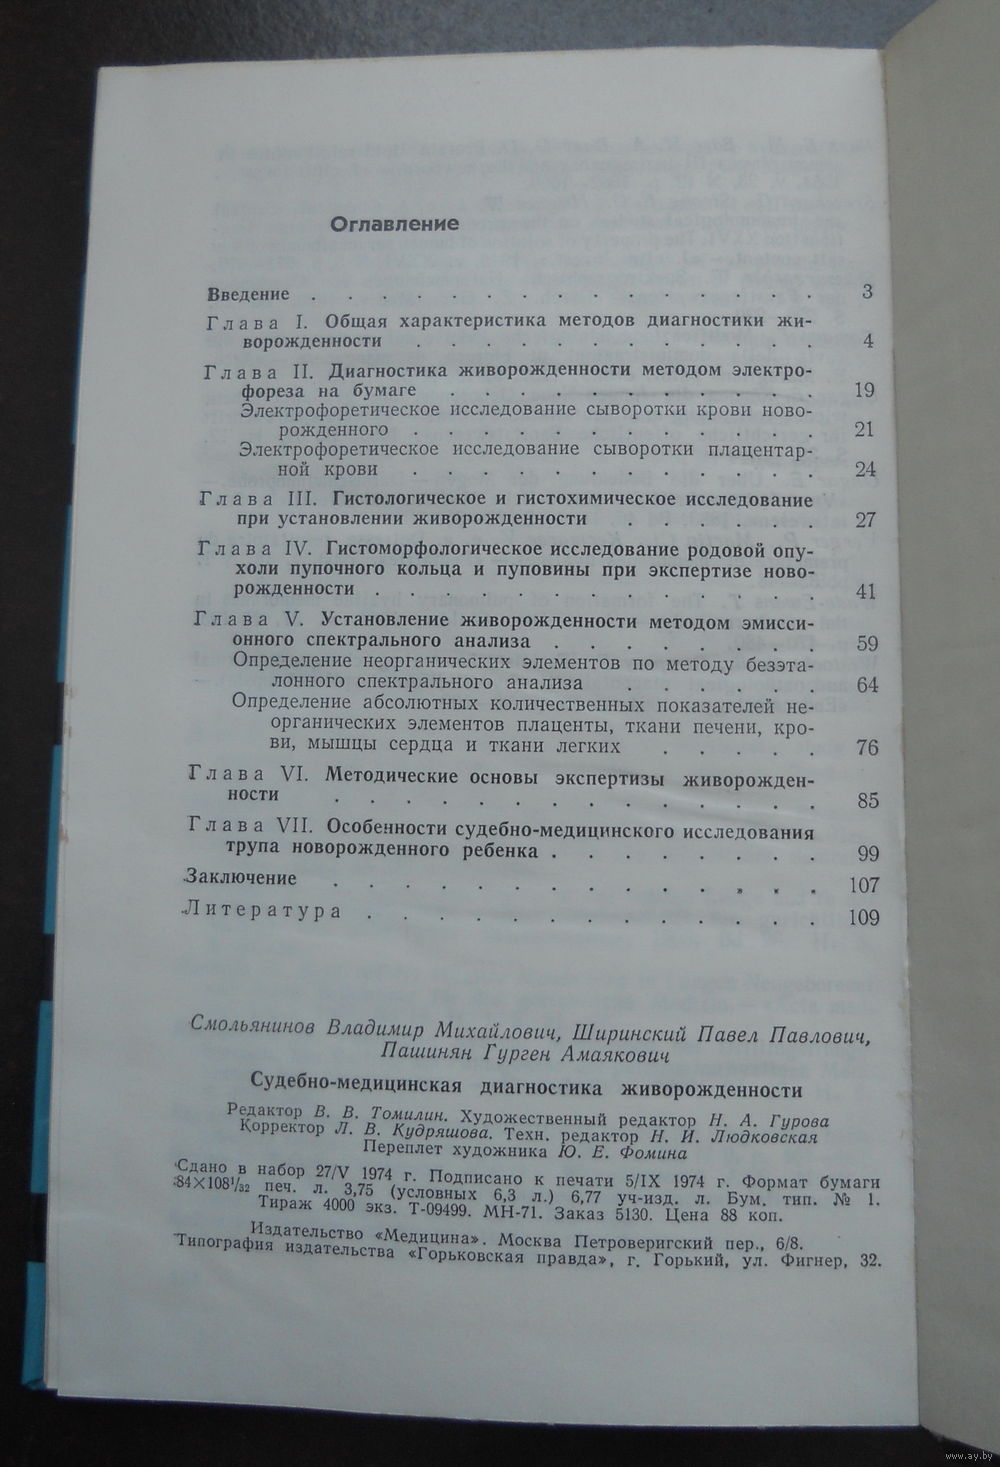 Оглавление
Введение . . . . . . . . . . . . . . 3
Глава I. Общая характеристика методов диагностики жи-
ворожденности . . . . . . . . . . . 4
Глава II. Диагностика живорожденности методом электро-
фореза на бумаге . . . . . . . . . . 19
Электрофоретическое исследование сыворотки крови ново-
рожденного . . . . . . . . . . . 21
Электрофоретическое исследование сыворотки плацентар-
ной крови . . . . . . . . . . . 24
Глава III. Гистологическое и гистохимическое исследование
при установлении живорожденности . . . . . . 27
Глава IV. Гистоморфологическое исследование родовой опу-
холи пупочного кольца и пуповины при экспертизе ново-
рожденности . . . . . . . . . . . . 41
Глава V. Установление живорожденности методом эмисси-
онного спектрального анализа . . . . . . . . 59
Определение неорганических элементов по методу безэта-
лонного спектрального анализа . . . . . . 64
Определение абсолютных количественных показателей не-
органических элементов плаценты, ткани печени, кро-
ви, мышцы сердца и ткани легких . . . . . 76
Глава VI. Методические основы экспертизы живорожден-
ности . . . . . . . . . . . . . . 85
Глава VII. Особенности судебно-медицинского исследования
трупа новорожденного ребенка . . . . . . . . 99
Заключение . . . . . . . . . . . . . . 107
Литература . . . . . . . . . . . . . 109
Смольянинов Владимир Михайлович, Ширинский Павел Павлович,
Пашинян Гурген Амаякович
Судебно-медицинская диагностика живорожденности
Редактор В. В. Томилин. Художественный редактор Н. А. Гурова
Корректор Л. В. Кудряшова. Техн. редактор Н. И. Людковская
Переплет художника Ю. Е. Фомина
Сдано в набор 27/V 1974 г. Подписано к печати 5/IX 1974 г. Формат бумаги
84×108¹/₃₂ печ. л. 3,75 (условных 6,3 л.) 6,77 уч-изд. л. Бум. тип. № 1.
Тираж 4000 экз. Т-09499. МН-71. Заказ 5130. Цена 88 коп.
Издательство «Медицина». Москва Петроверигский пер., 6/8.
Типография издательства «Горьковская правда», г. Горький, ул. Фигнер, 32.
www.ay.by